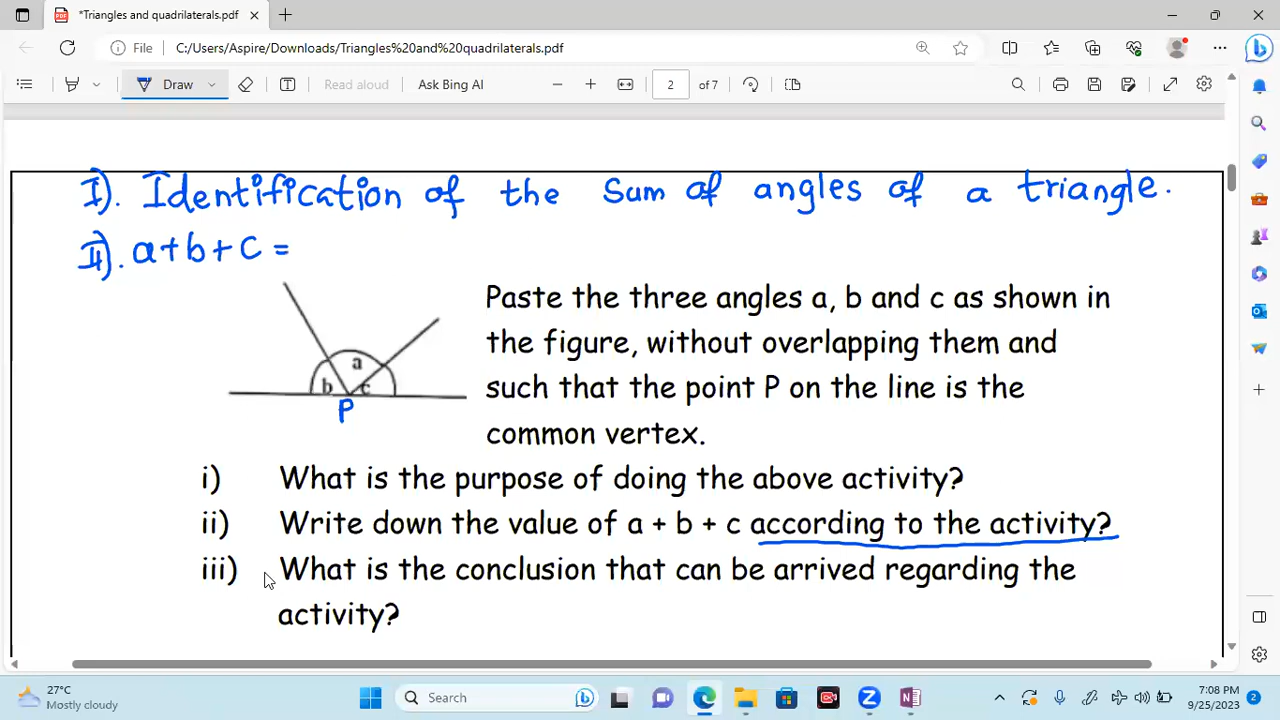 *Triangles and quadrilaterals.pdf
File C:/Users/Aspire/Downloads/Triangles%20and%20quadrilaterals.pdf
Draw Read aloud Ask Bing AI 2 of 7
I). Identification of the Sum of angles of a triangle.
II). a+b+c =
a
b c
P
Paste the three angles a, b and c as shown in
the figure, without overlapping them and
such that the point P on the line is the
common vertex.
i) What is the purpose of doing the above activity?
ii) Write down the value of a + b + c according to the activity?
iii) What is the conclusion that can be arrived regarding the
activity?
27°C
Mostly cloudy
Search
7:08 PM
9/25/2023
2